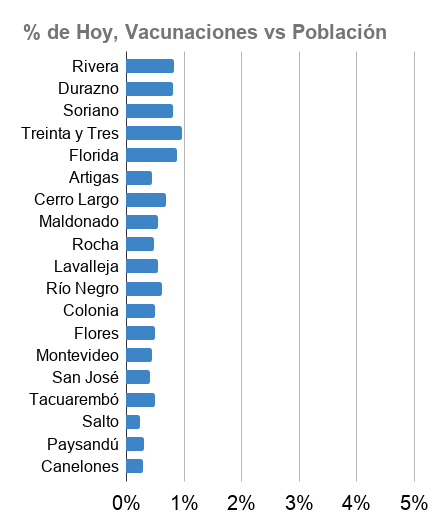 % de Hoy, Vacunaciones vs Población
Rivera
Durazno
Soriano
Treinta y Tres
Florida
Artigas
Cerro Largo
Maldonado
Rocha
Lavalleja
Río Negro
Colonia
Flores
Montevideo
San José
Tacuarembó
Salto
Paysandú
Canelones
0% 1% 2% 3% 4% 5%